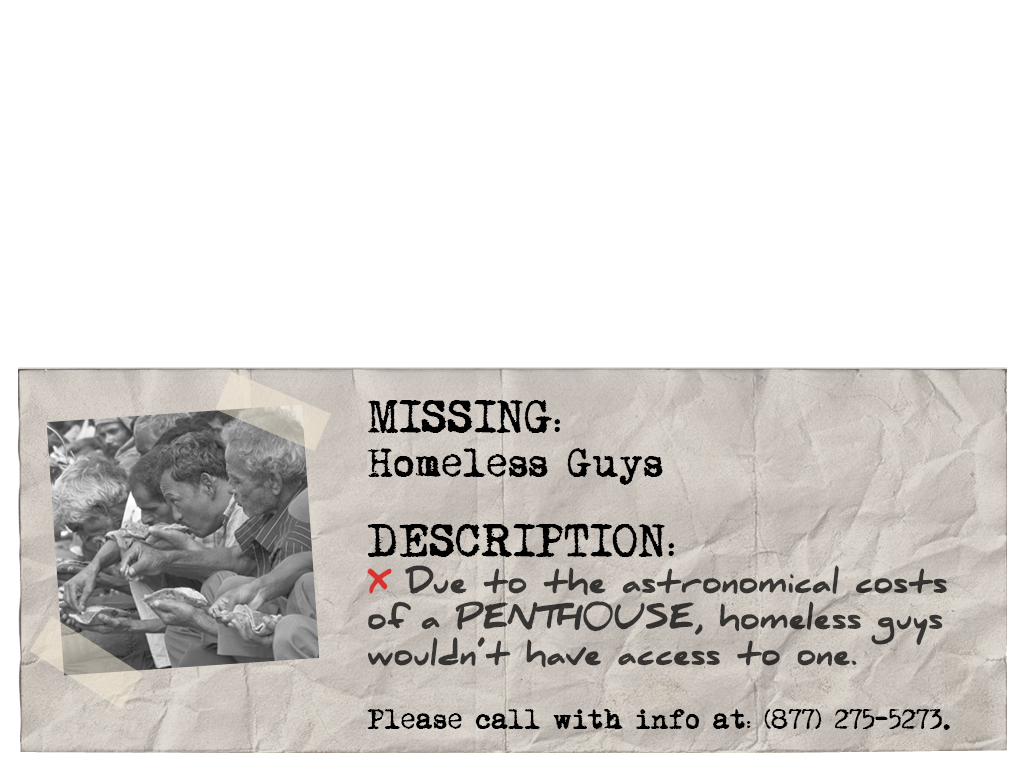 MISSING:
Homeless Guys
DESCRIPTION:
❌ Due to the astronomical costs
of a PENTHOUSE, homeless guys
wouldn't have access to one.
Please call with info at: (877) 275-5273.